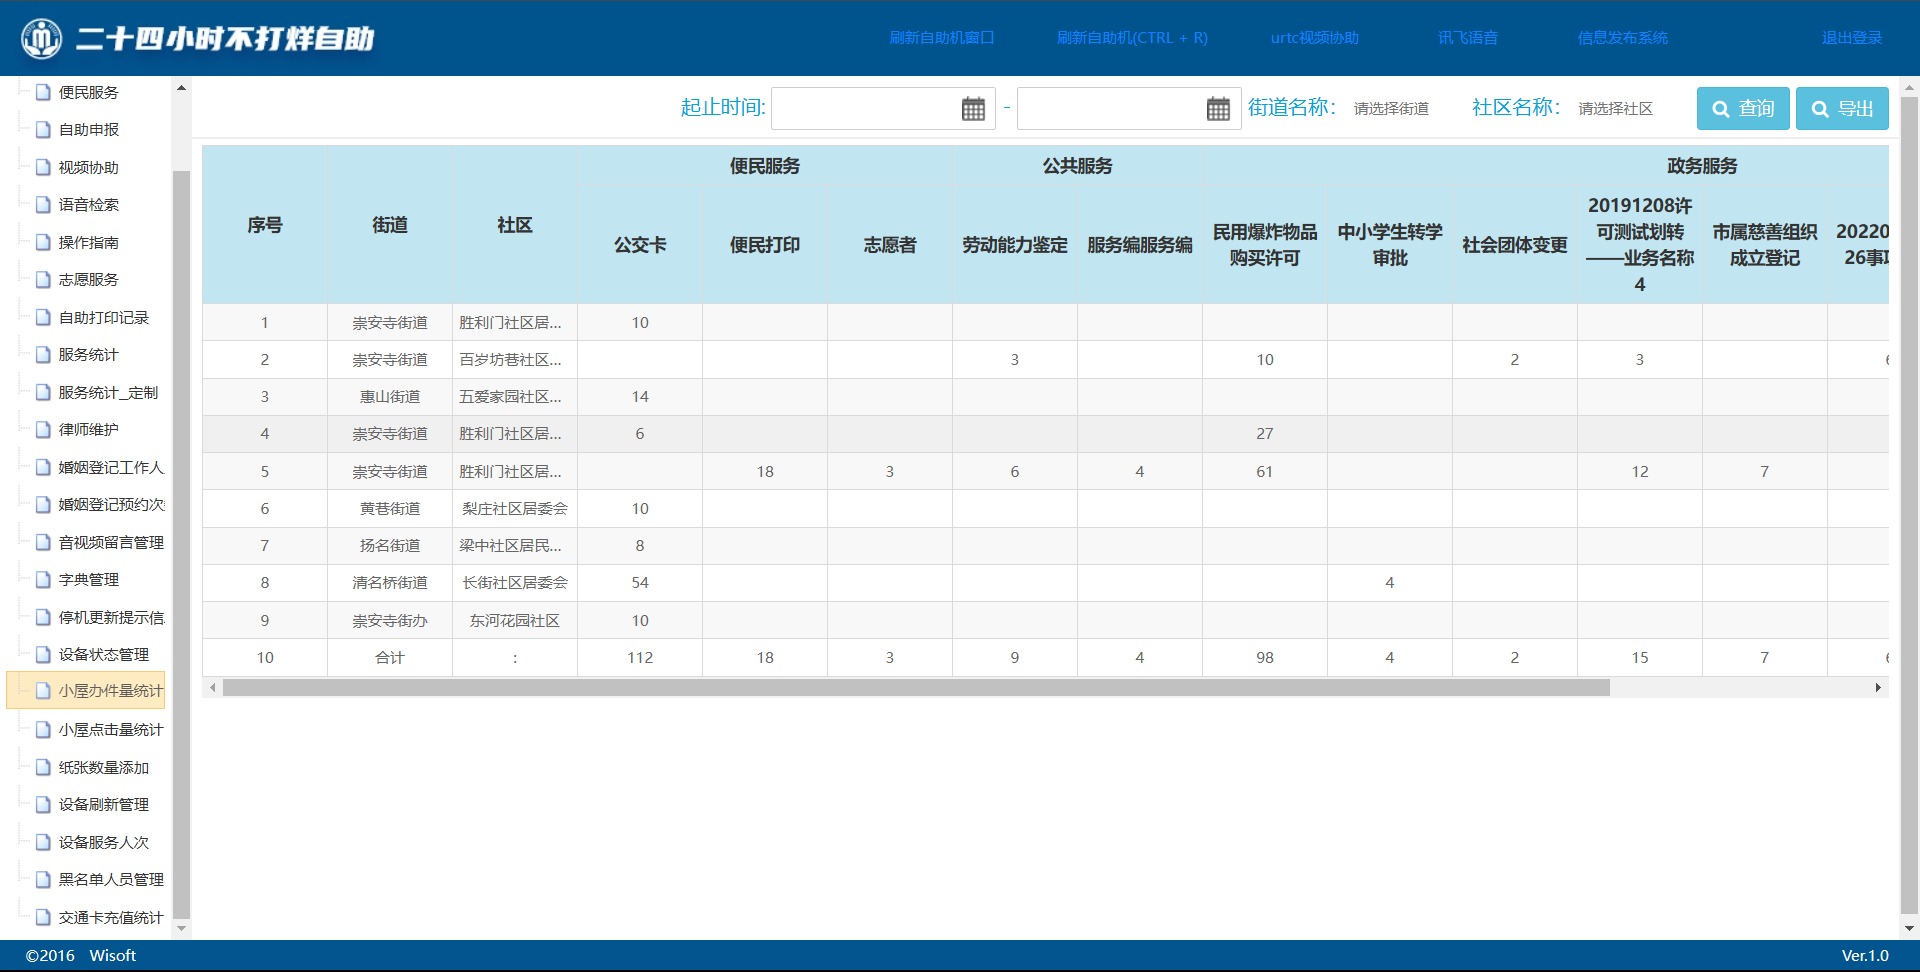 二十四小时不打烊自助
刷新自助机窗口 刷新自助机(CTRL + R) urtc视频协助 讯飞语音 信息发布系统 退出登录
便民服务
自助申报
视频协助
语音检索
操作指南
志愿服务
自助打印记录
服务统计
服务统计_定制
律师维护
婚姻登记工作人
婚姻登记预约次
音视频留言管理
字典管理
停机更新提示信
设备状态管理
小屋办件量统计
小屋点击量统计
纸张数量添加
设备刷新管理
设备服务人次
黑名单人员管理
交通卡充值统计
起止时间: - 街道名称： 请选择街道 社区名称： 请选择社区 查询 导出
序号 街道 社区 便民服务 公共服务 政务服务
公交卡 便民打印 志愿者 劳动能力鉴定 服务编服务编 民用爆炸物品购买许可 中小学生转学审批 社会团体变更 20191208许可测试划转——业务名称4 市属慈善组织成立登记 20220 26事
1 崇安寺街道 胜利门社区居... 10
2 崇安寺街道 百岁坊巷社区... 3 10 2 3
3 惠山街道 五爱家园社区... 14
4 崇安寺街道 胜利门社区居... 6 27
5 崇安寺街道 胜利门社区居... 18 3 6 4 61 12 7
6 黄巷街道 梨庄社区居委会 10
7 扬名街道 梁中社区居民... 8
8 清名桥街道 长街社区居委会 54 4
9 崇安寺街办 东河花园社区 10
10 合计 : 112 18 3 9 4 98 4 2 15 7
©2016 Wisoft Ver.1.0